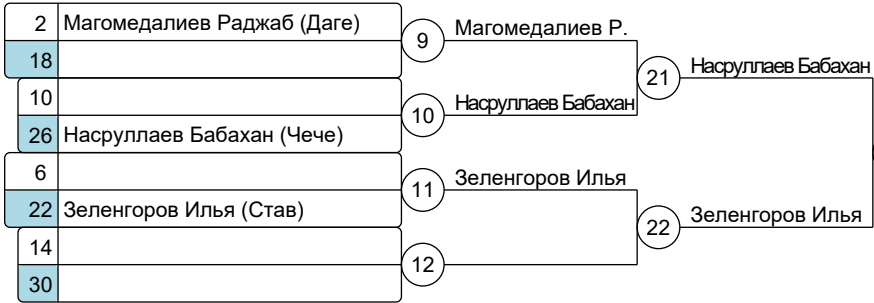 2 Магомедалиев Раджаб (Даге)
18
9 Магомедалиев Р.
10
26 Насруллаев Бабахан (Чече)
10 Насруллаев Бабахан
21 Насруллаев Бабахан
6
22 Зеленгоров Илья (Став)
11 Зеленгоров Илья
14
30
12
22 Зеленгоров Илья